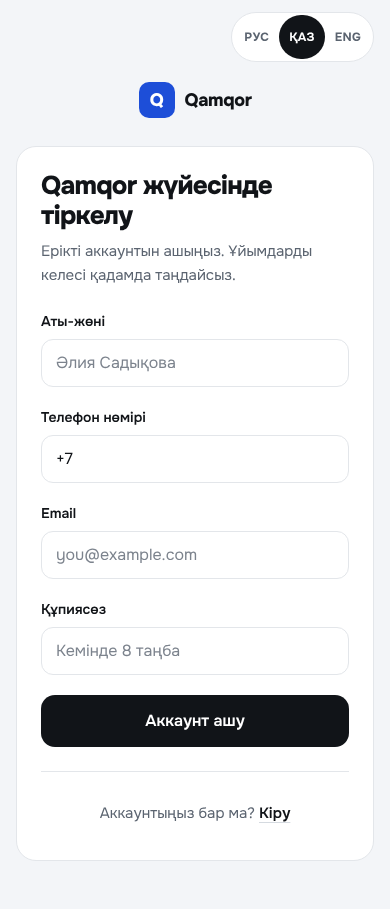 РУС ҚАЗ ENG
Q Qamqor
Qamqor жүйесінде
тіркелу
Ерікті аккаунтын ашыңыз. Ұйымдарды
келесі қадамда таңдайсыз.
Аты-жөні
Әлия Садықова
Телефон нөмірі
+7
Email
you@example.com
Құпиясөз
Кемінде 8 таңба
Аккаунт ашу
Аккаунтыңыз бар ма? Кіру